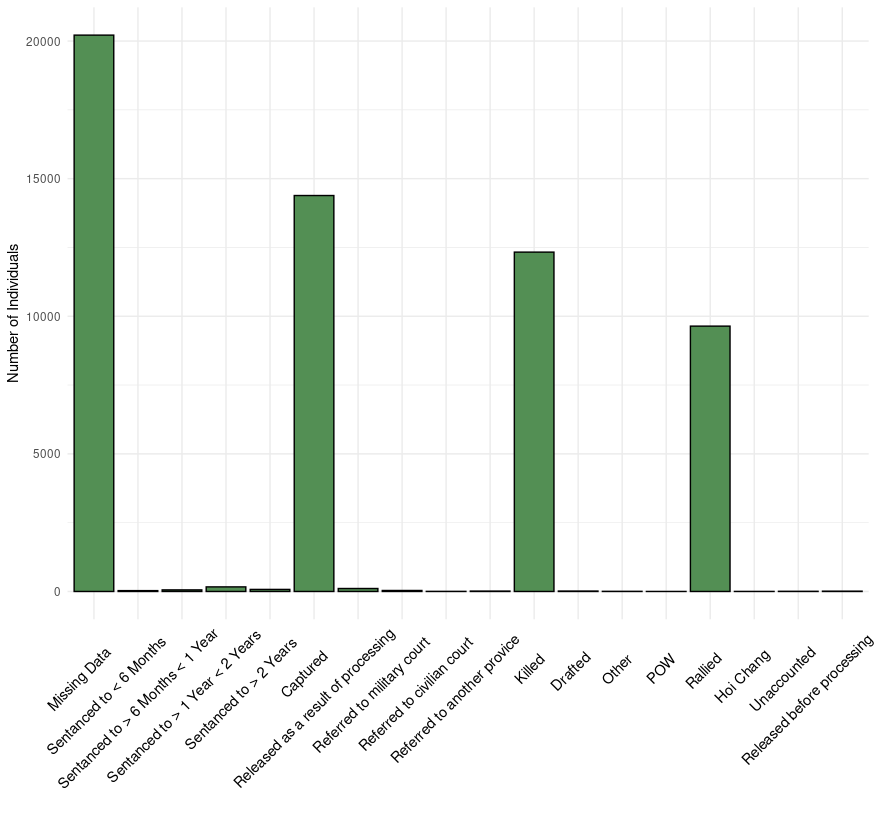 Number of Individuals
20000
15000
10000
5000
0
Missing Data
Sentanced to < 6 Months
Sentanced to > 6 Months < 1 Year
Sentanced to > 1 Year < 2 Years
Sentanced to > 2 Years
Captured
Released as a result of processing
Referred to military court
Referred to civilian court
Referred to another provice
Killed
Drafted
Other
POW
Rallied
Hoi Chang
Unaccounted
Released before processing